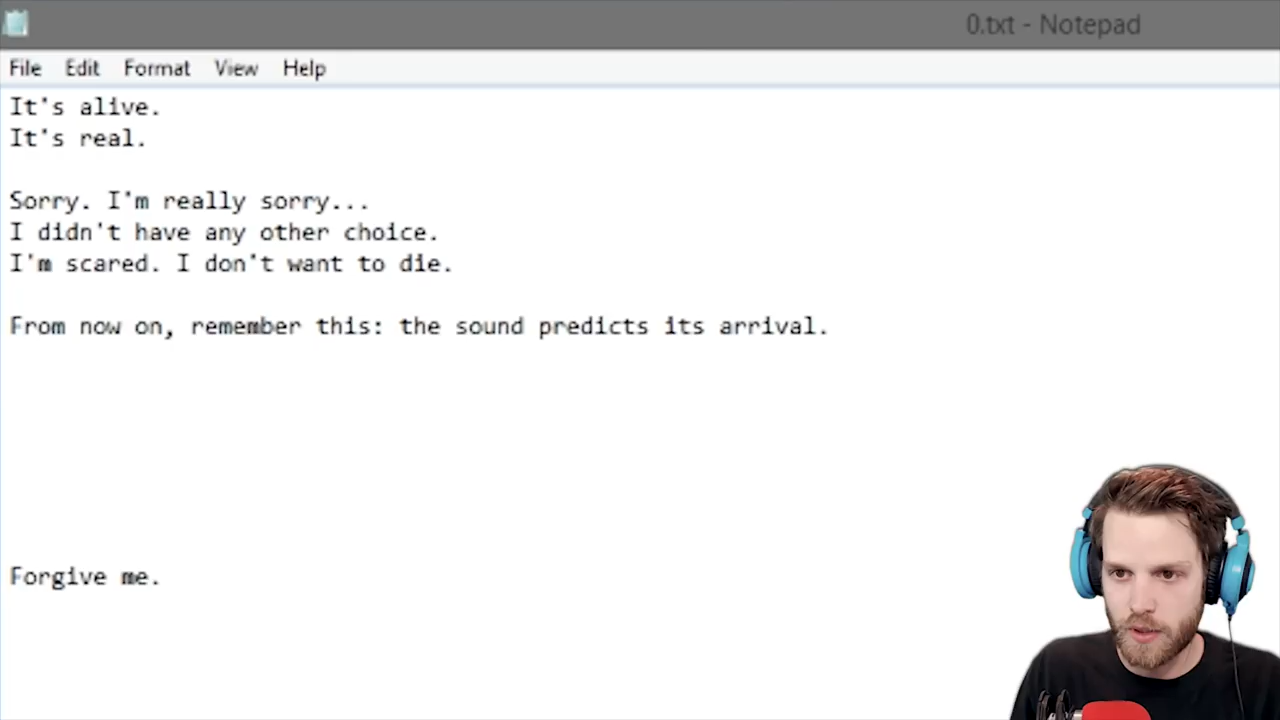 0.txt - Notepad
File Edit Format View Help
It's alive.
It's real.
Sorry. I'm really sorry...
I didn't have any other choice.
I'm scared. I don't want to die.
From now on, remember this: the sound predicts its arrival.
Forgive me.